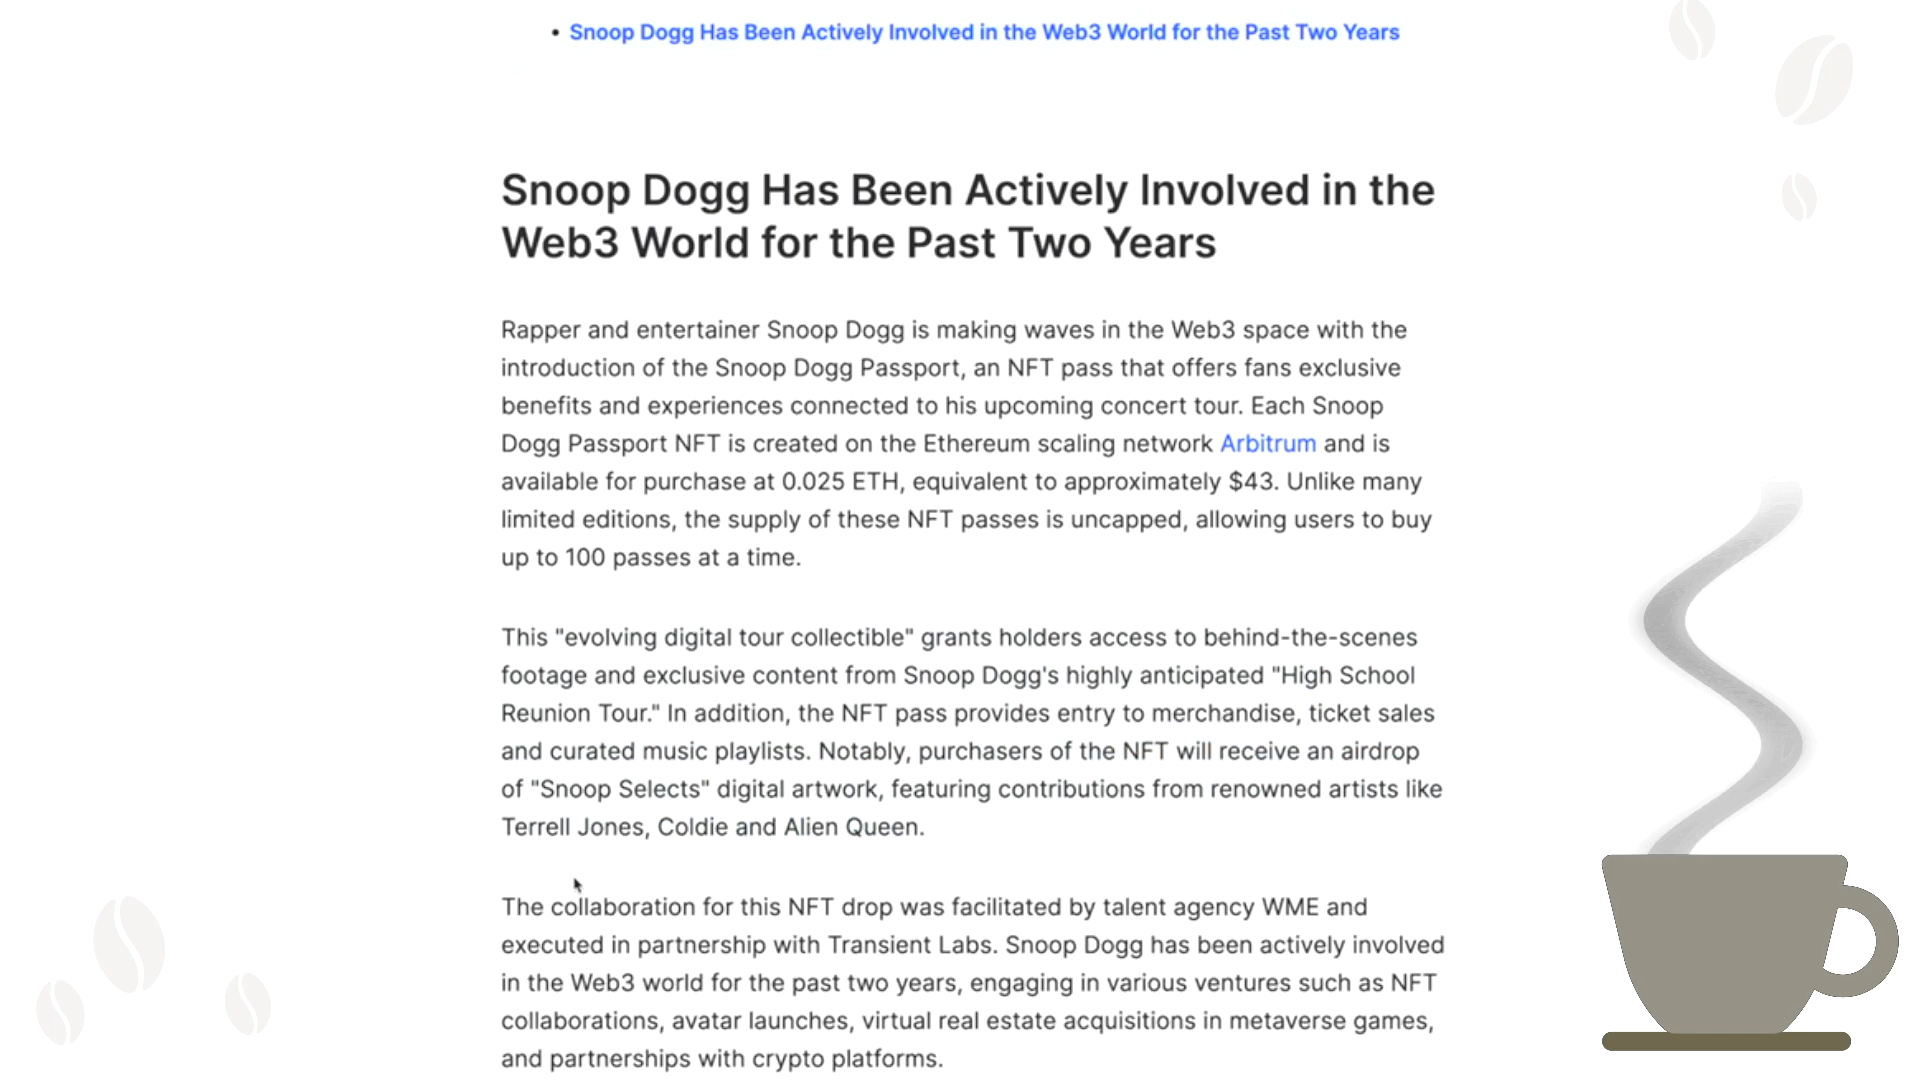 • Snoop Dogg Has Been Actively Involved in the Web3 World for the Past Two Years
Snoop Dogg Has Been Actively Involved in the
Web3 World for the Past Two Years
Rapper and entertainer Snoop Dogg is making waves in the Web3 space with the
introduction of the Snoop Dogg Passport, an NFT pass that offers fans exclusive
benefits and experiences connected to his upcoming concert tour. Each Snoop
Dogg Passport NFT is created on the Ethereum scaling network Arbitrum and is
available for purchase at 0.025 ETH, equivalent to approximately $43. Unlike many
limited editions, the supply of these NFT passes is uncapped, allowing users to buy
up to 100 passes at a time.
This "evolving digital tour collectible" grants holders access to behind-the-scenes
footage and exclusive content from Snoop Dogg's highly anticipated "High School
Reunion Tour." In addition, the NFT pass provides entry to merchandise, ticket sales
and curated music playlists. Notably, purchasers of the NFT will receive an airdrop
of "Snoop Selects" digital artwork, featuring contributions from renowned artists like
Terrell Jones, Coldie and Alien Queen.
The collaboration for this NFT drop was facilitated by talent agency WME and
executed in partnership with Transient Labs. Snoop Dogg has been actively involved
in the Web3 world for the past two years, engaging in various ventures such as NFT
collaborations, avatar launches, virtual real estate acquisitions in metaverse games,
and partnerships with crypto platforms.